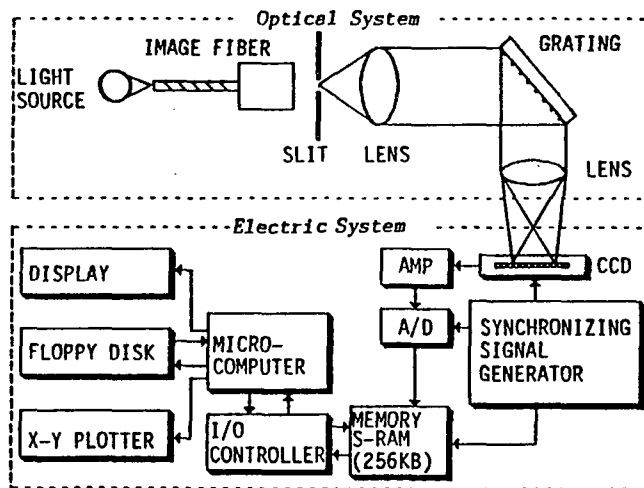 Optical System
IMAGE FIBER
GRATING
LIGHT
SOURCE
SLIT
LENS
LENS
Electric System
DISPLAY
AMP
CCD
FLOPPY DISK
MICRO-
COMPUTER
A/D
SYNCHRONIZING
SIGNAL
GENERATOR
X-Y PLOTTER
I/O
CONTROLLER
MEMORY
S-RAM
(256KB)